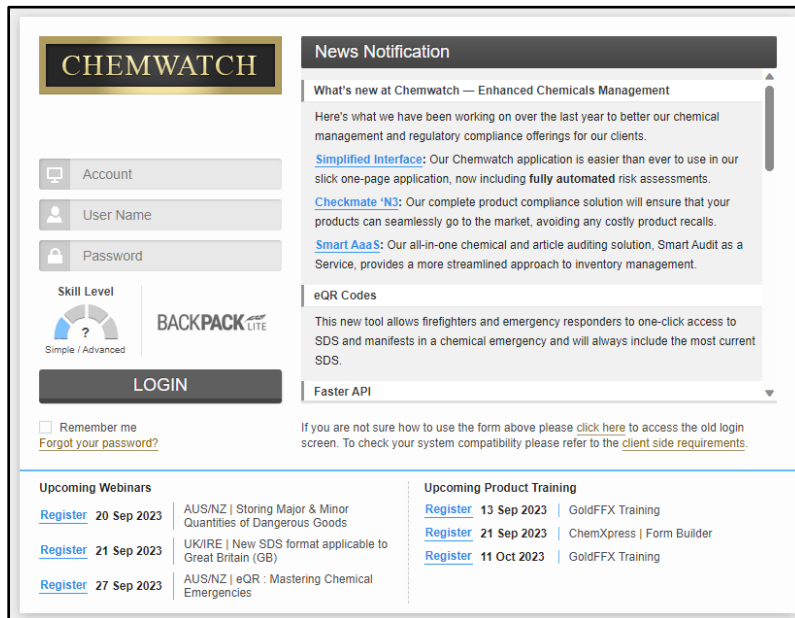 CHEMWATCH
Account
User Name
Password
Skill Level
?
Simple / Advanced
BACKPACK LITE
LOGIN
Remember me
Forgot your password?
News Notification
What's new at Chemwatch — Enhanced Chemicals Management
Here's what we have been working on over the last year to better our chemical
management and regulatory compliance offerings for our clients.
Simplified Interface: Our Chemwatch application is easier than ever to use in our
slick one-page application, now including fully automated risk assessments.
Checkmate 'N3: Our complete product compliance solution will ensure that your
products can seamlessly go to the market, avoiding any costly product recalls.
Smart AaaS: Our all-in-one chemical and article auditing solution, Smart Audit as a
Service, provides a more streamlined approach to inventory management.
eQR Codes
This new tool allows firefighters and emergency responders to one-click access to
SDS and manifests in a chemical emergency and will always include the most current
SDS.
Faster API
If you are not sure how to use the form above please click here to access the old login
screen. To check your system compatibility please refer to the client side requirements.
Upcoming Webinars
Register 20 Sep 2023 AUS/NZ | Storing Major & Minor
Quantities of Dangerous Goods
Register 21 Sep 2023 UK/IRE | New SDS format applicable to
Great Britain (GB)
Register 27 Sep 2023 AUS/NZ | eQR : Mastering Chemical
Emergencies
Upcoming Product Training
Register 13 Sep 2023 GoldFFX Training
Register 21 Sep 2023 ChemXpress | Form Builder
Register 11 Oct 2023 GoldFFX Training